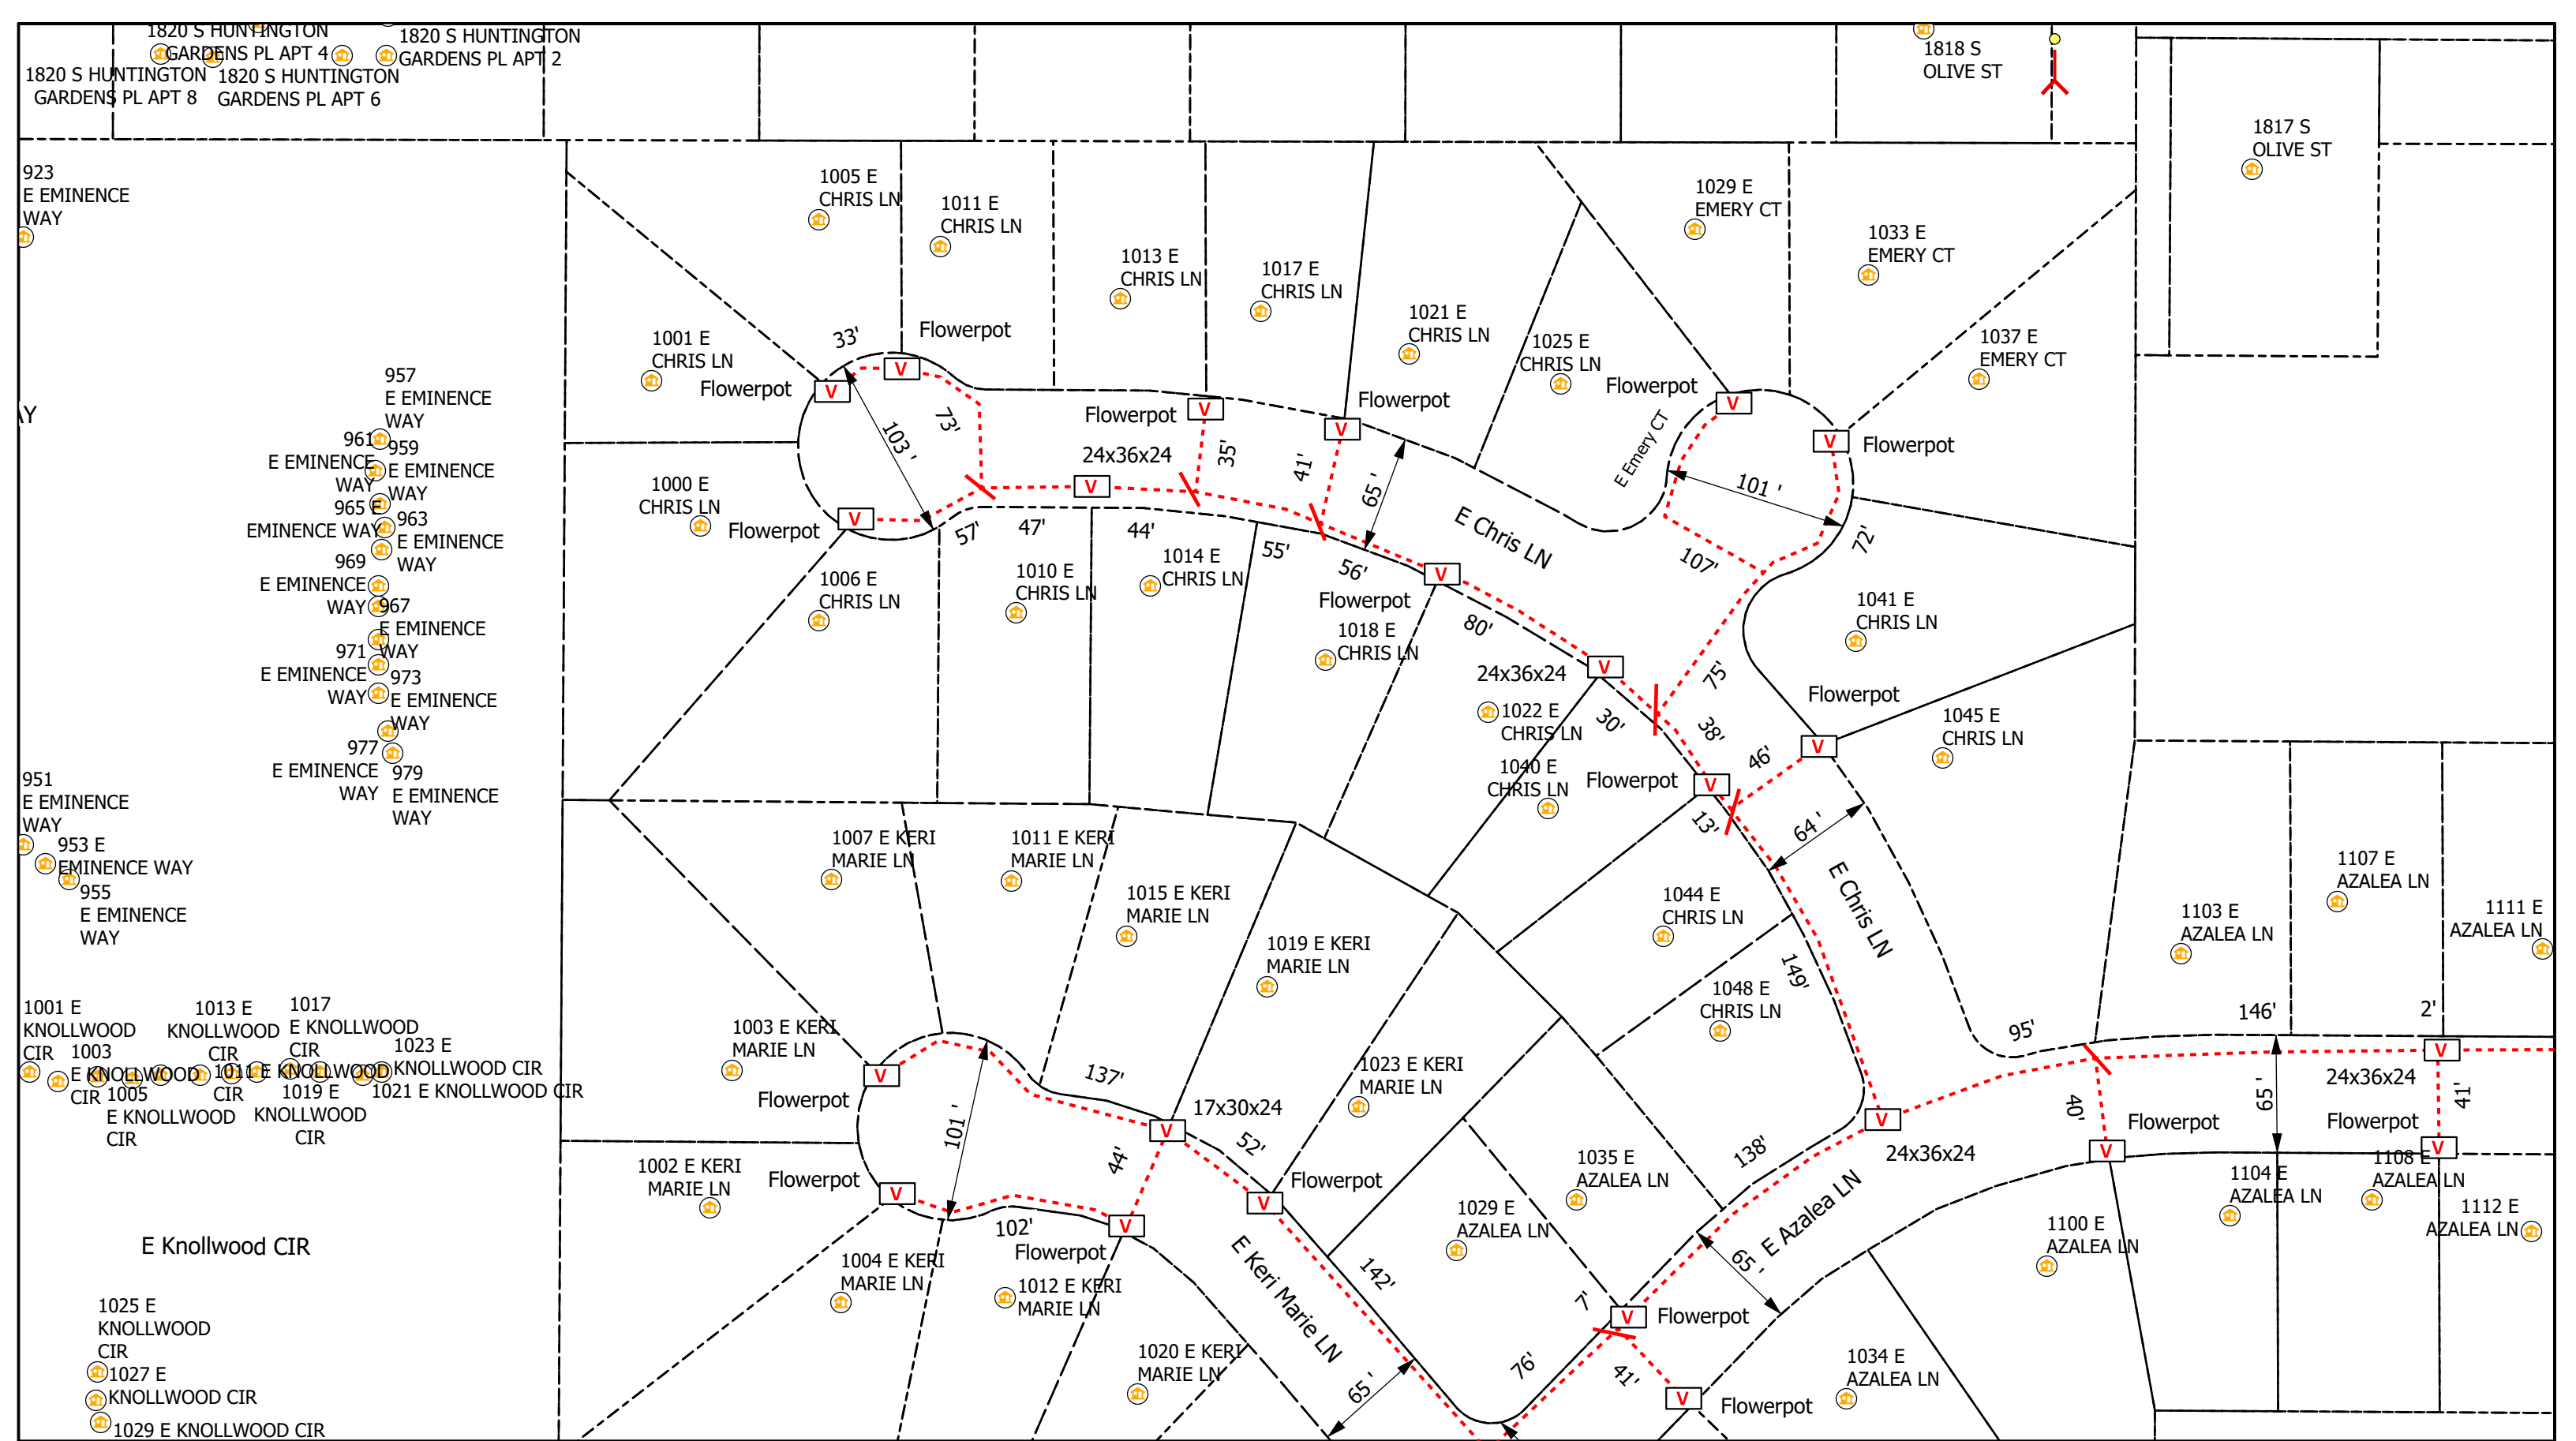 1820 S HUNTINGTON
GARDENS PL APT 4
1820 S HUNTINGTON
GARDENS PL APT 2
1820 S HUNTINGTON
GARDENS PL APT 8
1820 S HUNTINGTON
GARDENS PL APT 6
1818 S
OLIVE ST
1817 S
OLIVE ST
923
E EMINENCE
WAY
1005 E
CHRIS LN
1011 E
CHRIS LN
1013 E
CHRIS LN
1017 E
CHRIS LN
1029 E
EMERY CT
1033 E
EMERY CT
1021 E
CHRIS LN
1025 E
CHRIS LN
1037 E
EMERY CT
1001 E
CHRIS LN
33'
Flowerpot
Flowerpot
V
V
73'
103 '
Flowerpot
V
Flowerpot
V
Flowerpot
V
E Emery CT
V
Flowerpot
101 '
72'
107'
957
E EMINENCE
WAY
961
E EMINENCE
WAY
959
E EMINENCE
WAY
965 E
EMINENCE WAY
963
E EMINENCE
WAY
969
E EMINENCE
WAY
967
E EMINENCE
WAY
971
E EMINENCE
WAY
973
E EMINENCE
WAY
977
E EMINENCE
WAY
979
E EMINENCE
WAY
AY
24x36x24
V
35'
41'
65 '
1000 E
CHRIS LN
Flowerpot
V
57'
47'
44'
55'
56'
E Chris LN
1006 E
CHRIS LN
1010 E
CHRIS LN
1014 E
CHRIS LN
Flowerpot
V
80'
1018 E
CHRIS LN
1041 E
CHRIS LN
24x36x24
V
75'
1022 E
CHRIS LN
30'
38'
46'
Flowerpot
V
1045 E
CHRIS LN
1040 E
CHRIS LN
Flowerpot
V
13'
64 '
E Chris LN
951
E EMINENCE
WAY
953 E
EMINENCE WAY
955
E EMINENCE
WAY
1007 E KERI
MARIE LN
1011 E KERI
MARIE LN
1015 E KERI
MARIE LN
1019 E KERI
MARIE LN
1044 E
CHRIS LN
1048 E
CHRIS LN
149'
1103 E
AZALEA LN
1107 E
AZALEA LN
1111 E
AZALEA LN
1001 E
KNOLLWOOD
CIR
1003
E KNOLLWOOD
CIR
1005
E KNOLLWOOD
CIR
1013 E
KNOLLWOOD
CIR
1011 E KNOLLWOOD
CIR
1017
E KNOLLWOOD
CIR
1019 E
KNOLLWOOD
CIR
1023 E
KNOLLWOOD CIR
1021 E KNOLLWOOD CIR
1003 E KERI
MARIE LN
Flowerpot
V
101 '
137'
17x30x24
V
44'
52'
1023 E KERI
MARIE LN
95'
146'
2'
V
24x36x24
65 '
41'
40'
Flowerpot
V
Flowerpot
V
V
24x36x24
138'
1002 E KERI
MARIE LN
Flowerpot
V
102'
Flowerpot
V
Flowerpot
V
1035 E
AZALEA LN
1029 E
AZALEA LN
E Azalea LN
65 '
1100 E
AZALEA LN
1104 E
AZALEA LN
1108 E
AZALEA LN
1112 E
AZALEA LN
E Knollwood CIR
1004 E KERI
MARIE LN
1012 E KERI
MARIE LN
E Keri Marie LN
142'
7'
V
Flowerpot
1025 E
KNOLLWOOD
CIR
1027 E
KNOLLWOOD CIR
1029 E KNOLLWOOD CIR
1020 E KERI
MARIE LN
65 '
76'
41'
V
Flowerpot
1034 E
AZALEA LN